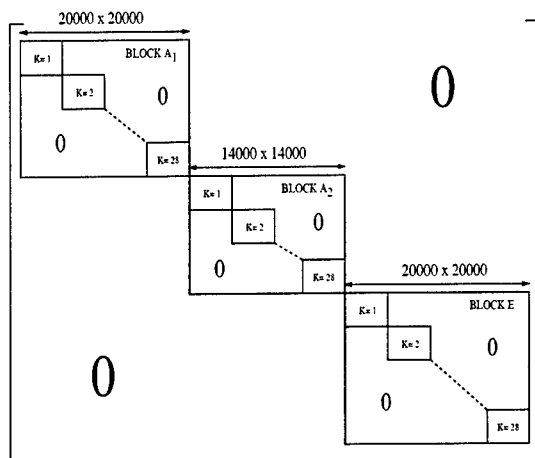 20000 x 20000
K= 1
BLOCK A1
K= 2
0
0
0
K= 28
14000 x 14000
K= 1
BLOCK A2
K= 2
0
0
K= 28
20000 x 20000
K= 1
BLOCK E
K= 2
0
0
0
K= 28